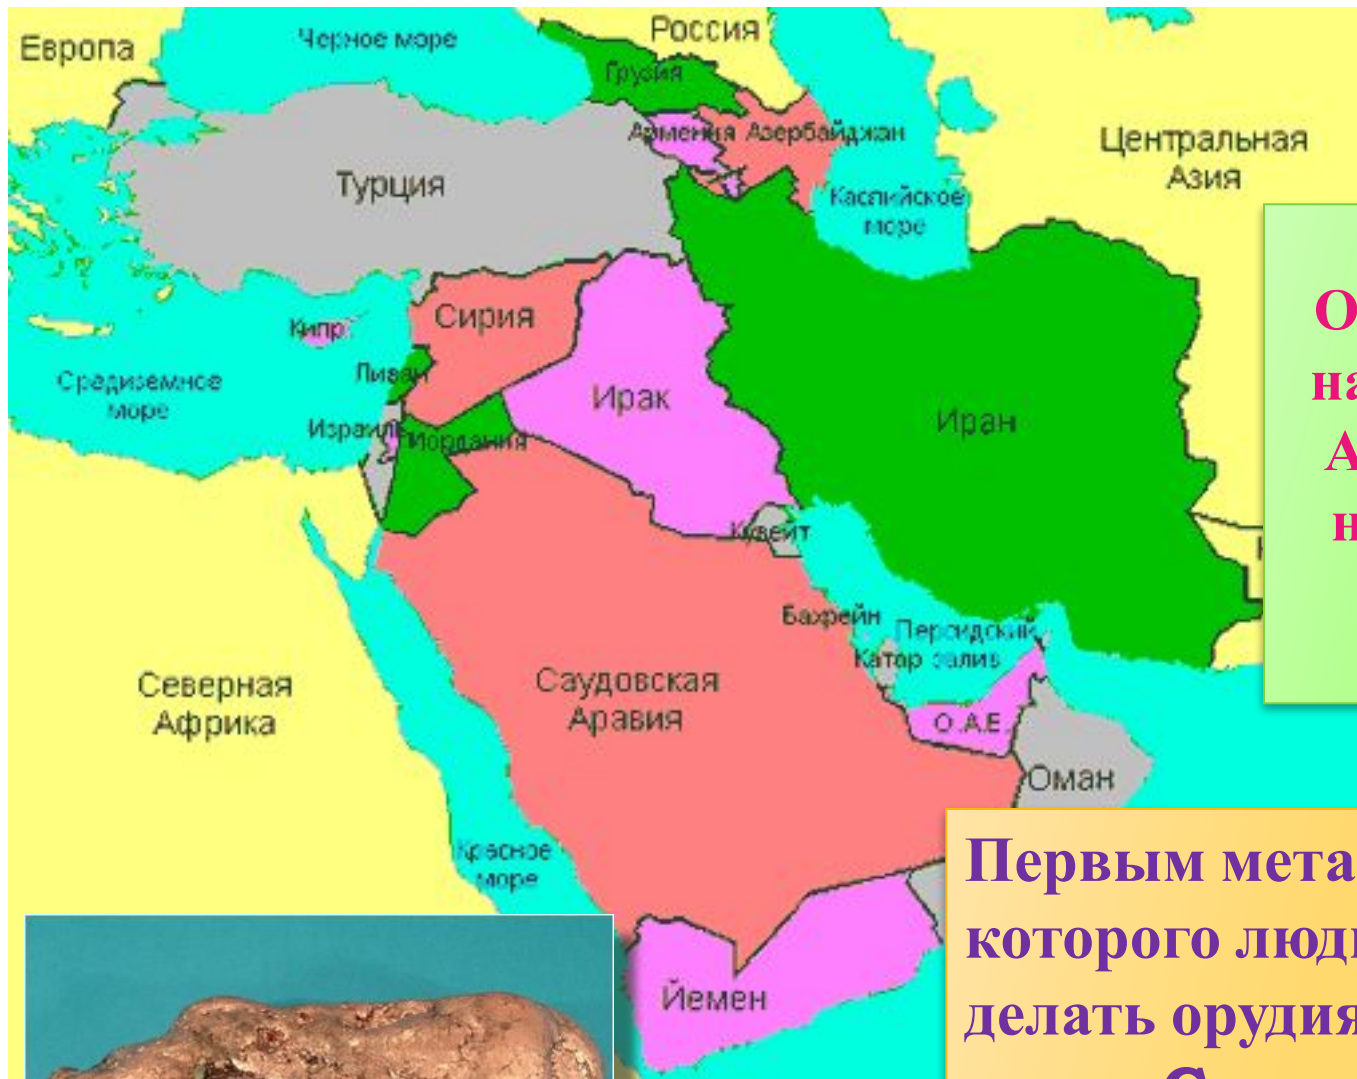 Европа
Черное море
Россия
Грузия
Армения
Азербайджан
Центральная
Азия
Турция
Каспийское
море
Сирия
Кипр
Средиземное
море
Ливан
Ирак
Иран
Израиль
Иордания
Кувейт
Бахрейн
Персидский
залив
Катар
Северная
Африка
Саудовская
Аравия
О.А.Е.
Оман
Красное
море
Йемен
О
на
А
н
Первым мета
которого люд
делать орудия